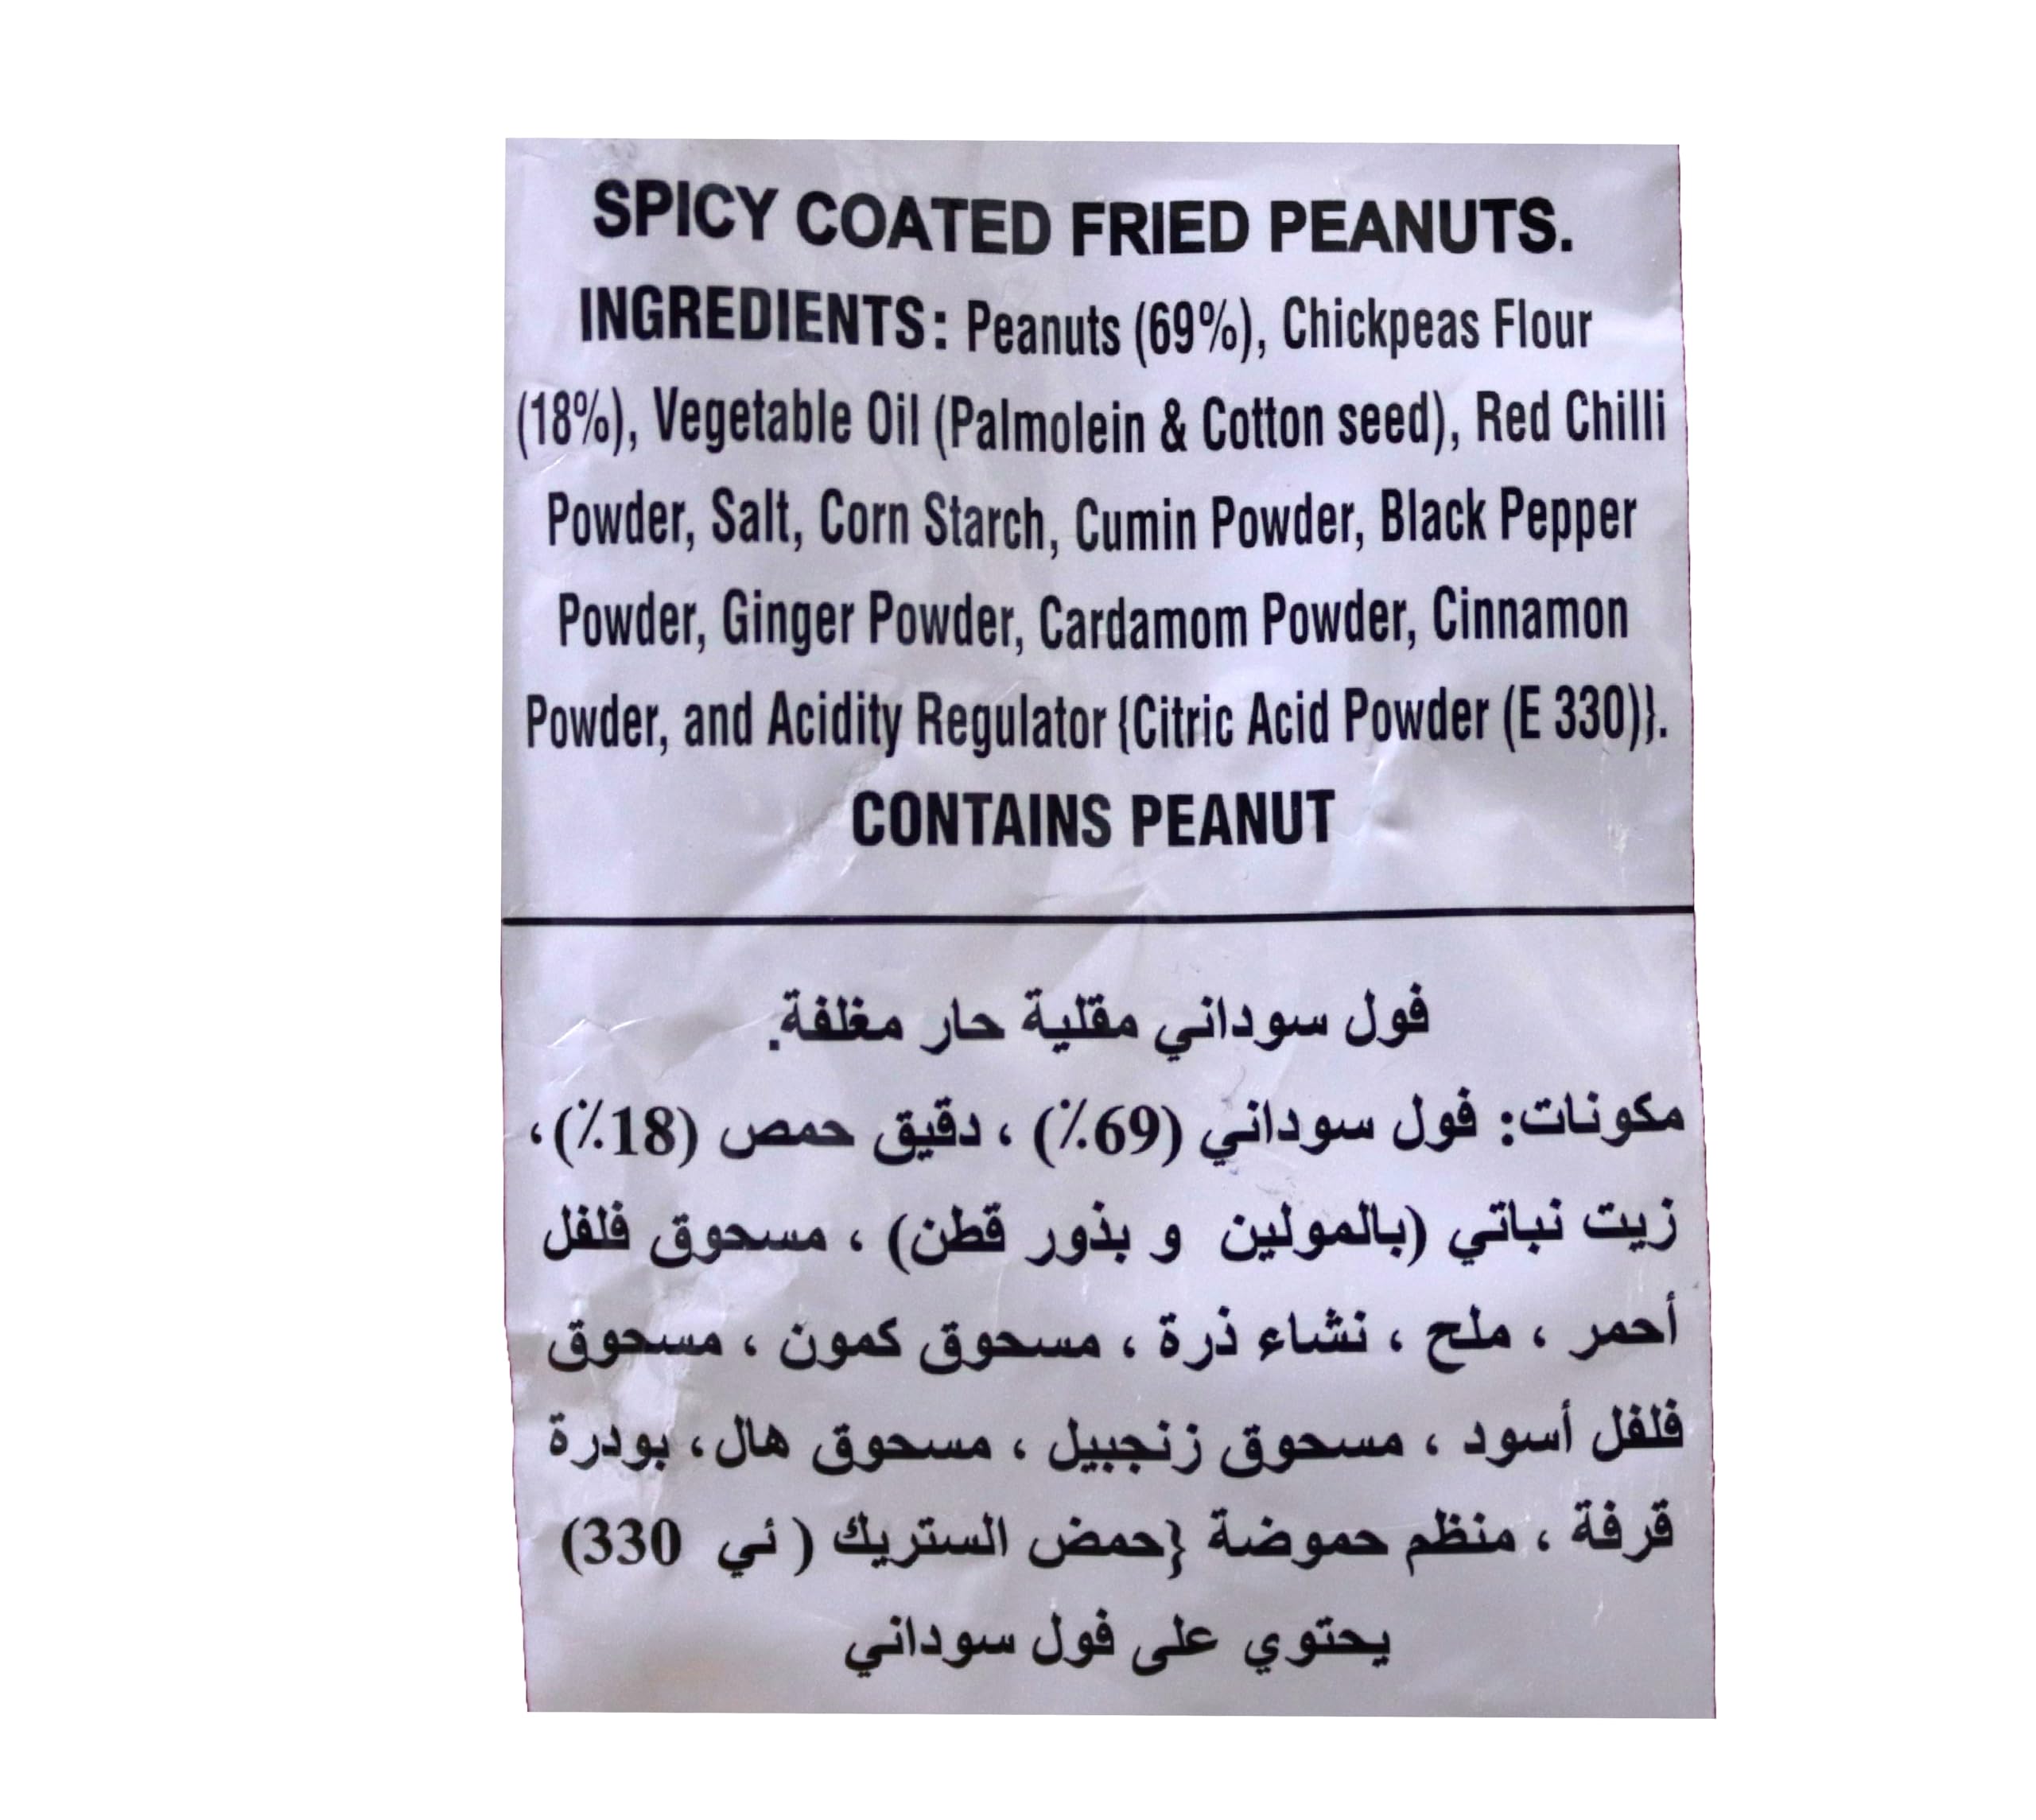 SPICY COATED FRIED PEANUTS.
INGREDIENTS: Peanuts (69%), Chickpeas Flour
(18%), Vegetable Oil (Palmolein & Cotton seed), Red Chilli
Powder, Salt, Corn Starch, Cumin Powder, Black Pepper
Powder, Ginger Powder, Cardamom Powder, Cinnamon
Powder, and Acidity Regulator {Citric Acid Powder (E 330)}.
CONTAINS PEANUT
فول سوداني مقلية حار مغلفة.
مكونات: فول سوداني (69٪) ، دقيق حمص (18٪)،
زيت نباتي (بالمولين و بذور قطن) ، مسحوق فلفل
أحمر ، ملح ، نشاء ذرة ، مسحوق كمون ، مسحوق
فلفل أسود ، مسحوق زنجبيل ، مسحوق هال، بودرة
قرفة ، منظم حموضة {حمض الستريك ( ئي 330)
يحتوي على فول سوداني